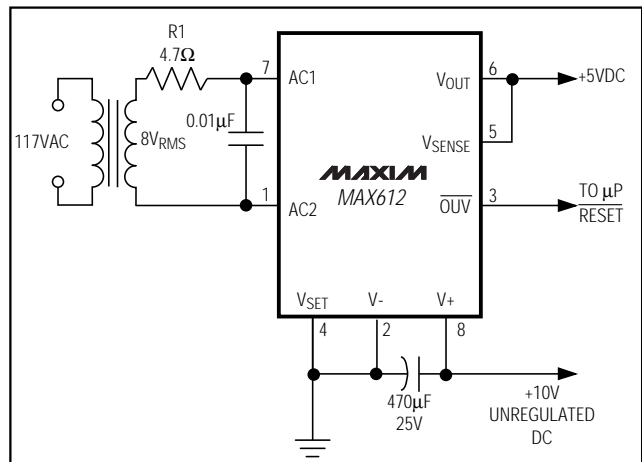 R1
4.7Ω
7
AC1
6
VOUT
+5VDC
0.01µF
117VAC
8VRMS
5
VSENSE
MAXIM
MAX612
1
AC2
3
OUV
TO µP
RESET
VSET
V-
V+
4
2
8
470µF
25V
+10V
UNREGULATED
DC